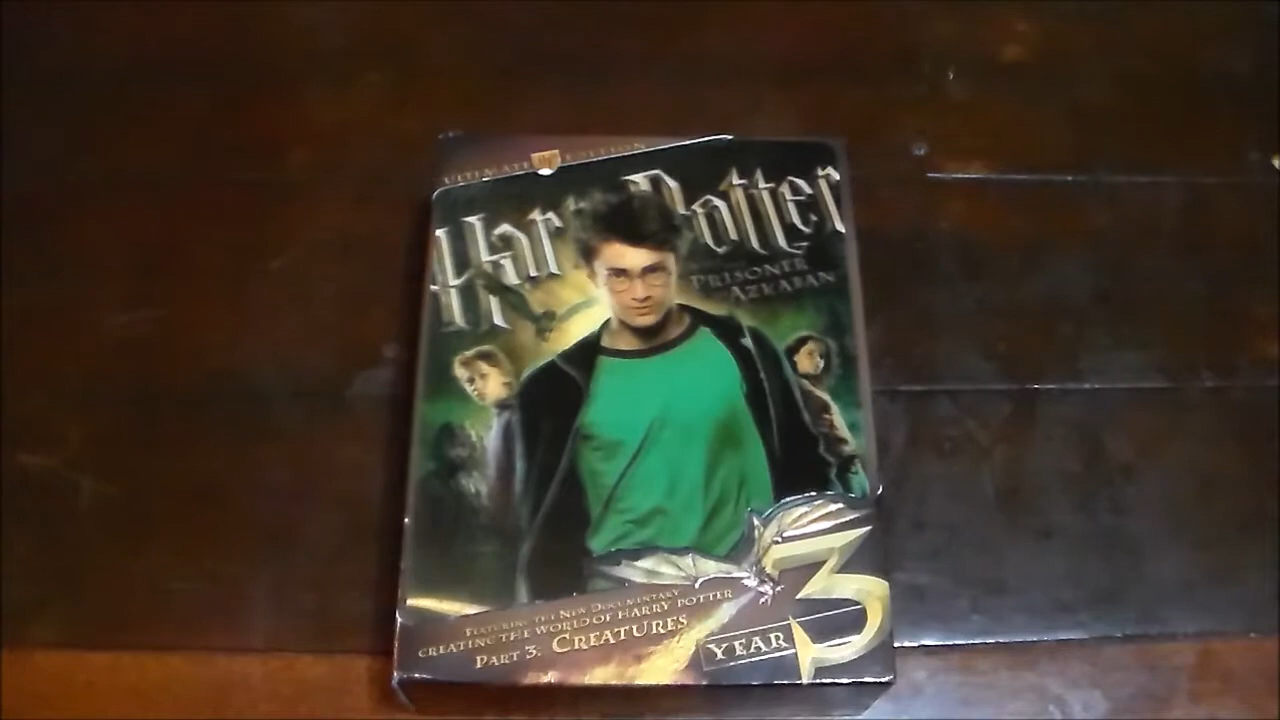 ULTIMATE EDITION
Harry Potter
PRISONER
AZKABAN
FEATURING THE NEW DOCUMENTARY
CREATING THE WORLD OF HARRY POTTER
PART 3: CREATURES
YEAR 3